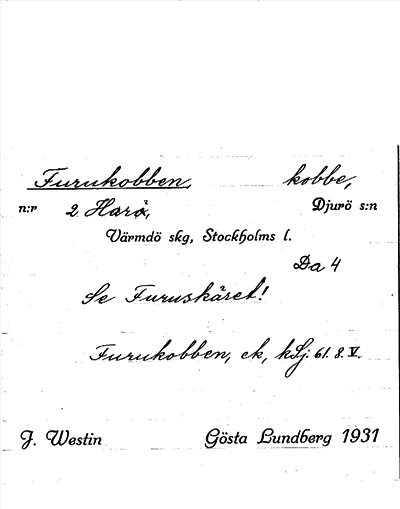 Furukobben, kobbe,
n:r 2 Harö, Djurö s:n
Värmdö skg, Stockholms l.
Da 4
Se Furuskäret!
Furukobben, ek, kSj: 61. 8. V.
J. Westin Gösta Lundberg 1931